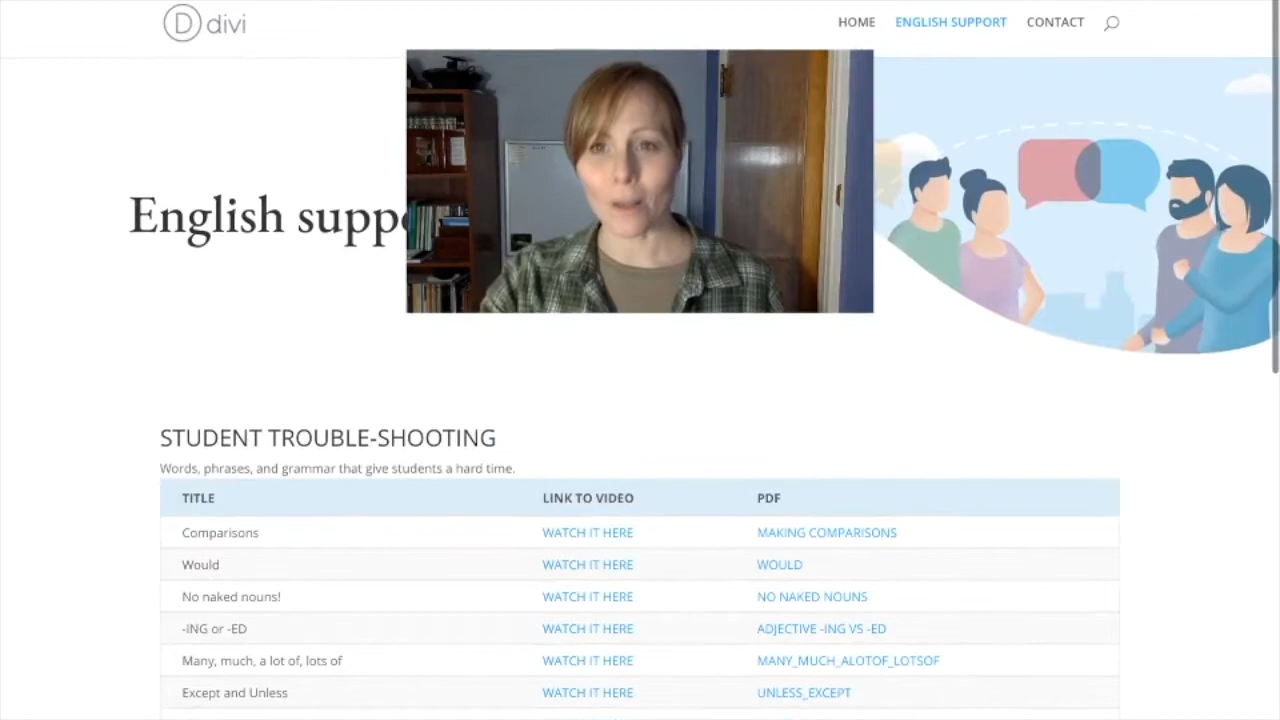 D divi
HOME ENGLISH SUPPORT CONTACT
English suppo
STUDENT TROUBLE-SHOOTING
Words, phrases, and grammar that give students a hard time.
TITLE LINK TO VIDEO PDF
Comparisons WATCH IT HERE MAKING COMPARISONS
Would WATCH IT HERE WOULD
No naked nouns! WATCH IT HERE NO NAKED NOUNS
-ING or -ED WATCH IT HERE ADJECTIVE -ING VS -ED
Many, much, a lot of, lots of WATCH IT HERE MANY_MUCH_ALOTOF_LOTSOF
Except and Unless WATCH IT HERE UNLESS_EXCEPT